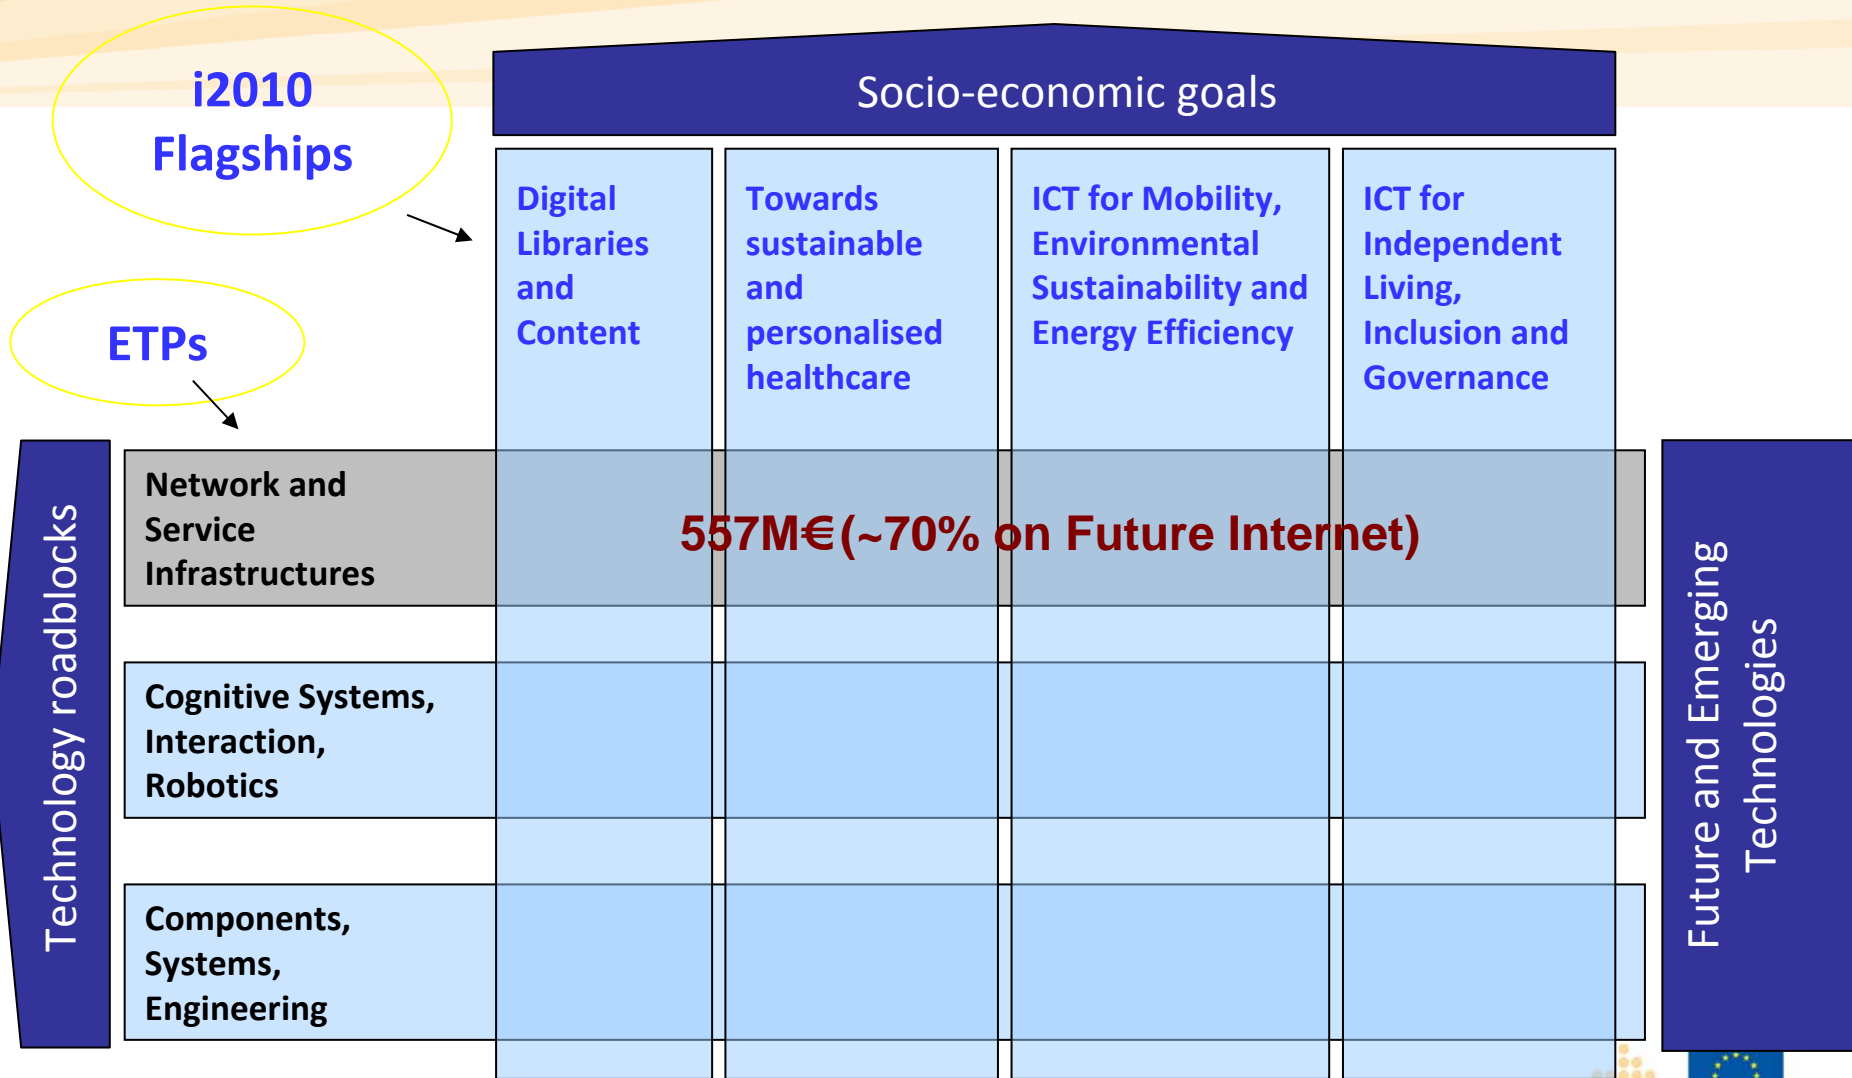 i2010
Flagships
Socio-economic goals
Digital
Libraries
and
Content
Towards
sustainable
and
personalised
healthcare
ICT for Mobility,
Environmental
Sustainability and
Energy Efficiency
ICT for
Independent
Living,
Inclusion and
Governance
ETPs
Technology roadblocks
Network and
Service
Infrastructures
557M€(~70% on Future Internet)
Cognitive Systems,
Interaction,
Robotics
Components,
Systems,
Engineering
Future and Emerging
Technologies